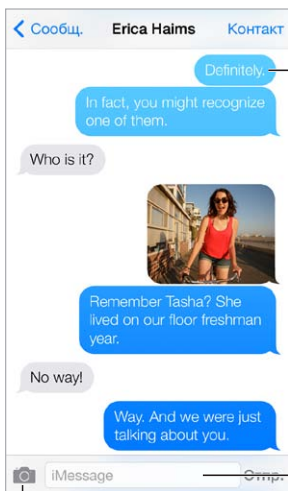 Сообщ. Erica Haims Контакт
Definitely.
In fact, you might recognize
one of them.
Who is it?
Remember Tasha? She
lived on our floor freshman
year.
No way!
Way. And we were just
talking about you.
iMessage Отпр.